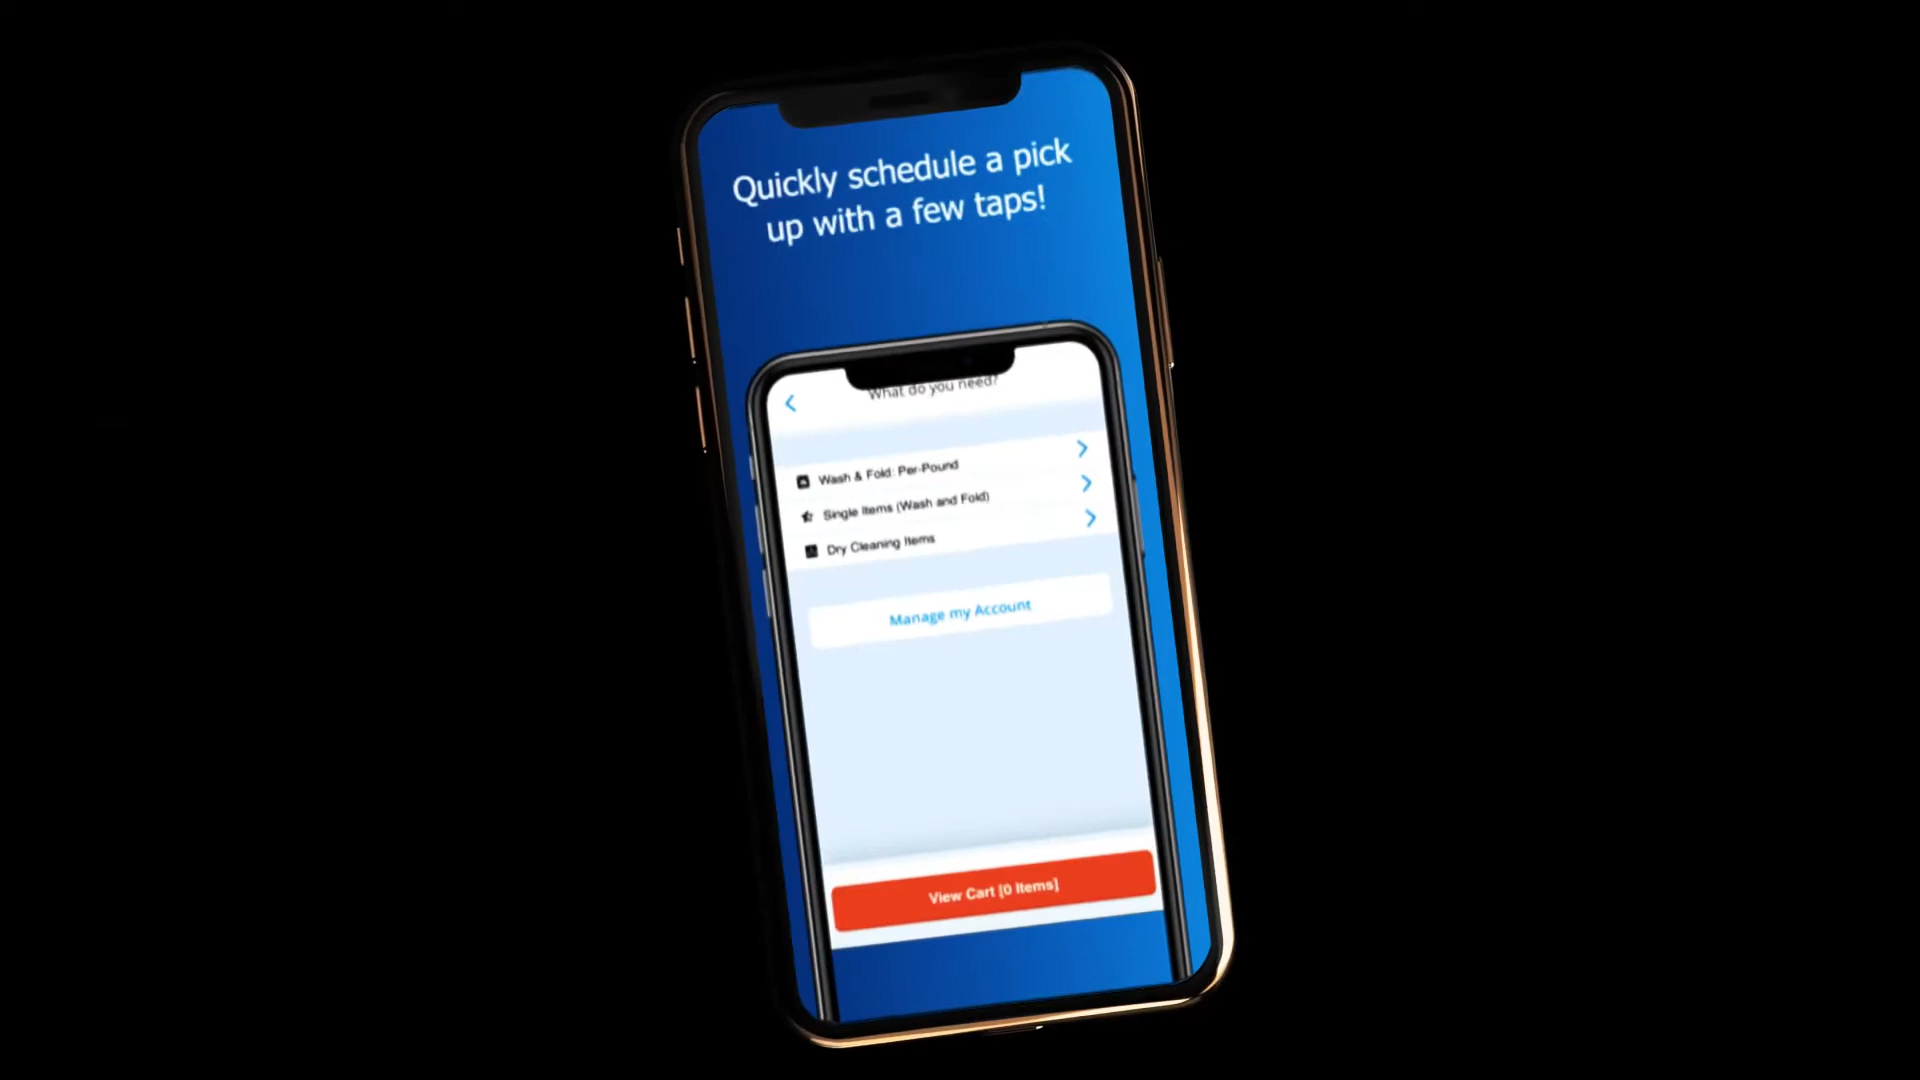 Quickly schedule a pick
up with a few taps!
What do you need?
Wash & Fold: Per-Pound
Single Items (Wash and Fold)
Dry Cleaning Items
Manage my Account
View Cart [0 Items]